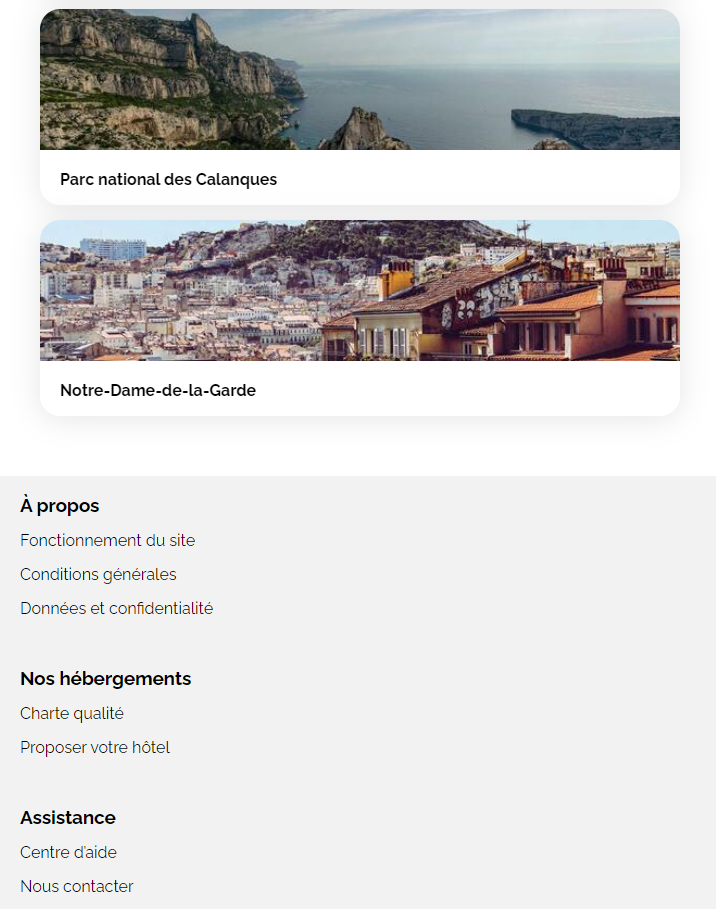 Parc national des Calanques
Notre-Dame-de-la-Garde
À propos
Fonctionnement du site
Conditions générales
Données et confidentialité
Nos hébergements
Charte qualité
Proposer votre hôtel
Assistance
Centre d'aide
Nous contacter